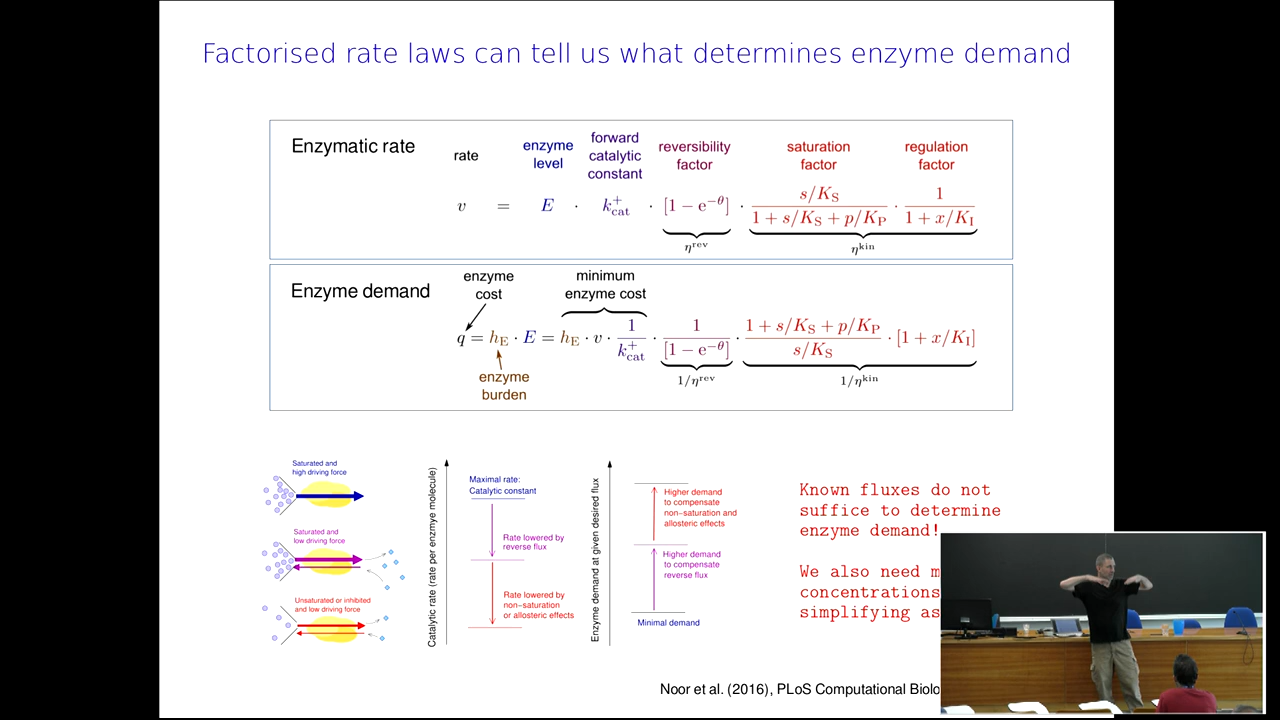 Factorised rate laws can tell us what determines enzyme demand
Enzymatic rate
rate
enzyme
level
forward
catalytic
constant
reversibility
factor
saturation
factor
regulation
factor
v = E · k⁺cat · [1 − e^−θ] · (s/K_S)/(1 + s/K_S + p/K_P) · 1/(1 + x/K_I)
η^rev
η^kin
Enzyme demand
enzyme
cost
minimum
enzyme cost
q = h_E · E = h_E · v · 1/k⁺cat · 1/[1 − e^−θ] · (1 + s/K_S + p/K_P)/(s/K_S) · [1 + x/K_I]
1/η^rev
1/η^kin
enzyme
burden
Saturated and
high driving force
Saturated and
low driving force
Unsaturated or inhibited
and low driving force
Catalytic rate (rate per enzmye molecule)
Maximal rate:
Catalytic constant
Rate lowered by
reverse flux
Rate lowered by
non−saturation
or allosteric effects
Enzyme demand at given desired flux
Higher demand
to compensate
non−saturation and
allosteric effects
Higher demand
to compensate
reverse flux
Minimal demand
Known fluxes do not
suffice to determine
enzyme demand!
We also need
concentrations
simplifying
Noor et al. (2016), PLoS Computational